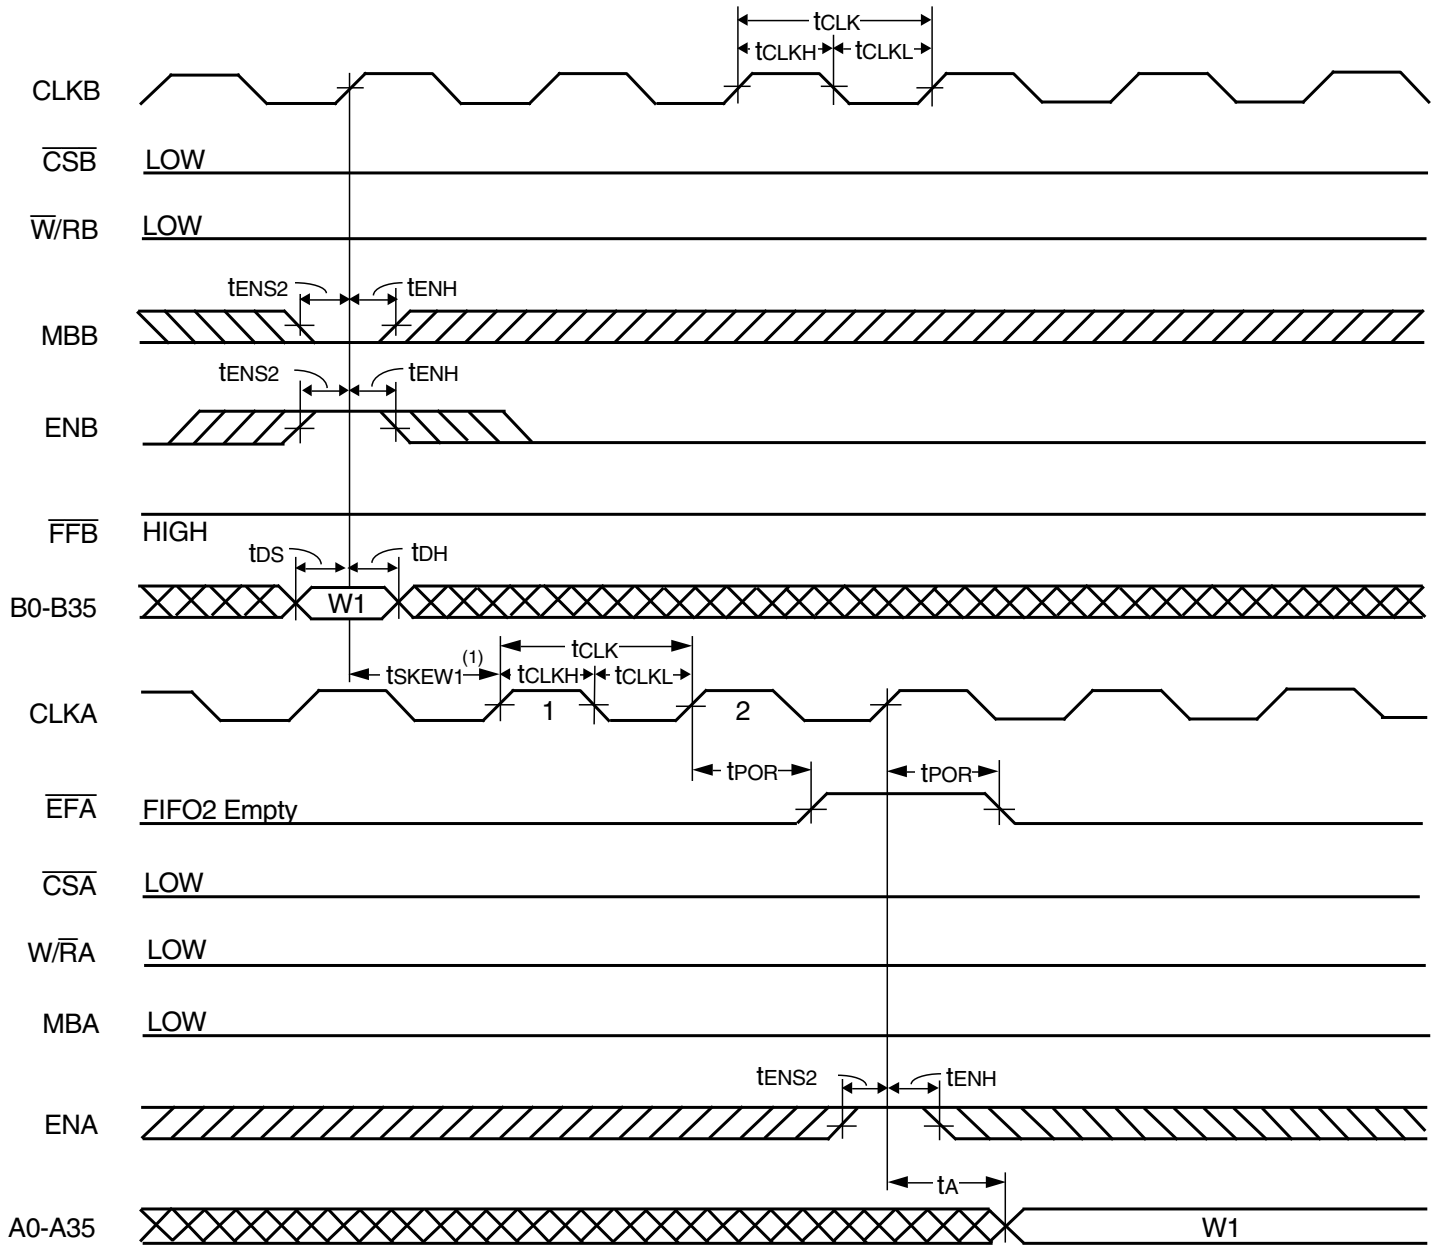 tCLK
tCLKH tCLKL
CLKB
CSB LOW
W/RB LOW
tENS2 tENH
MBB
tENS2 tENH
ENB
FFB HIGH
tDS tDH
B0-B35 W1
tCLK
tSKEW1(1) tCLKH tCLKL
CLKA 1 2
tPOR tPOR
EFA FIFO2 Empty
CSA LOW
W/RA LOW
MBA LOW
tENS2 tENH
ENA
tA
A0-A35 W1